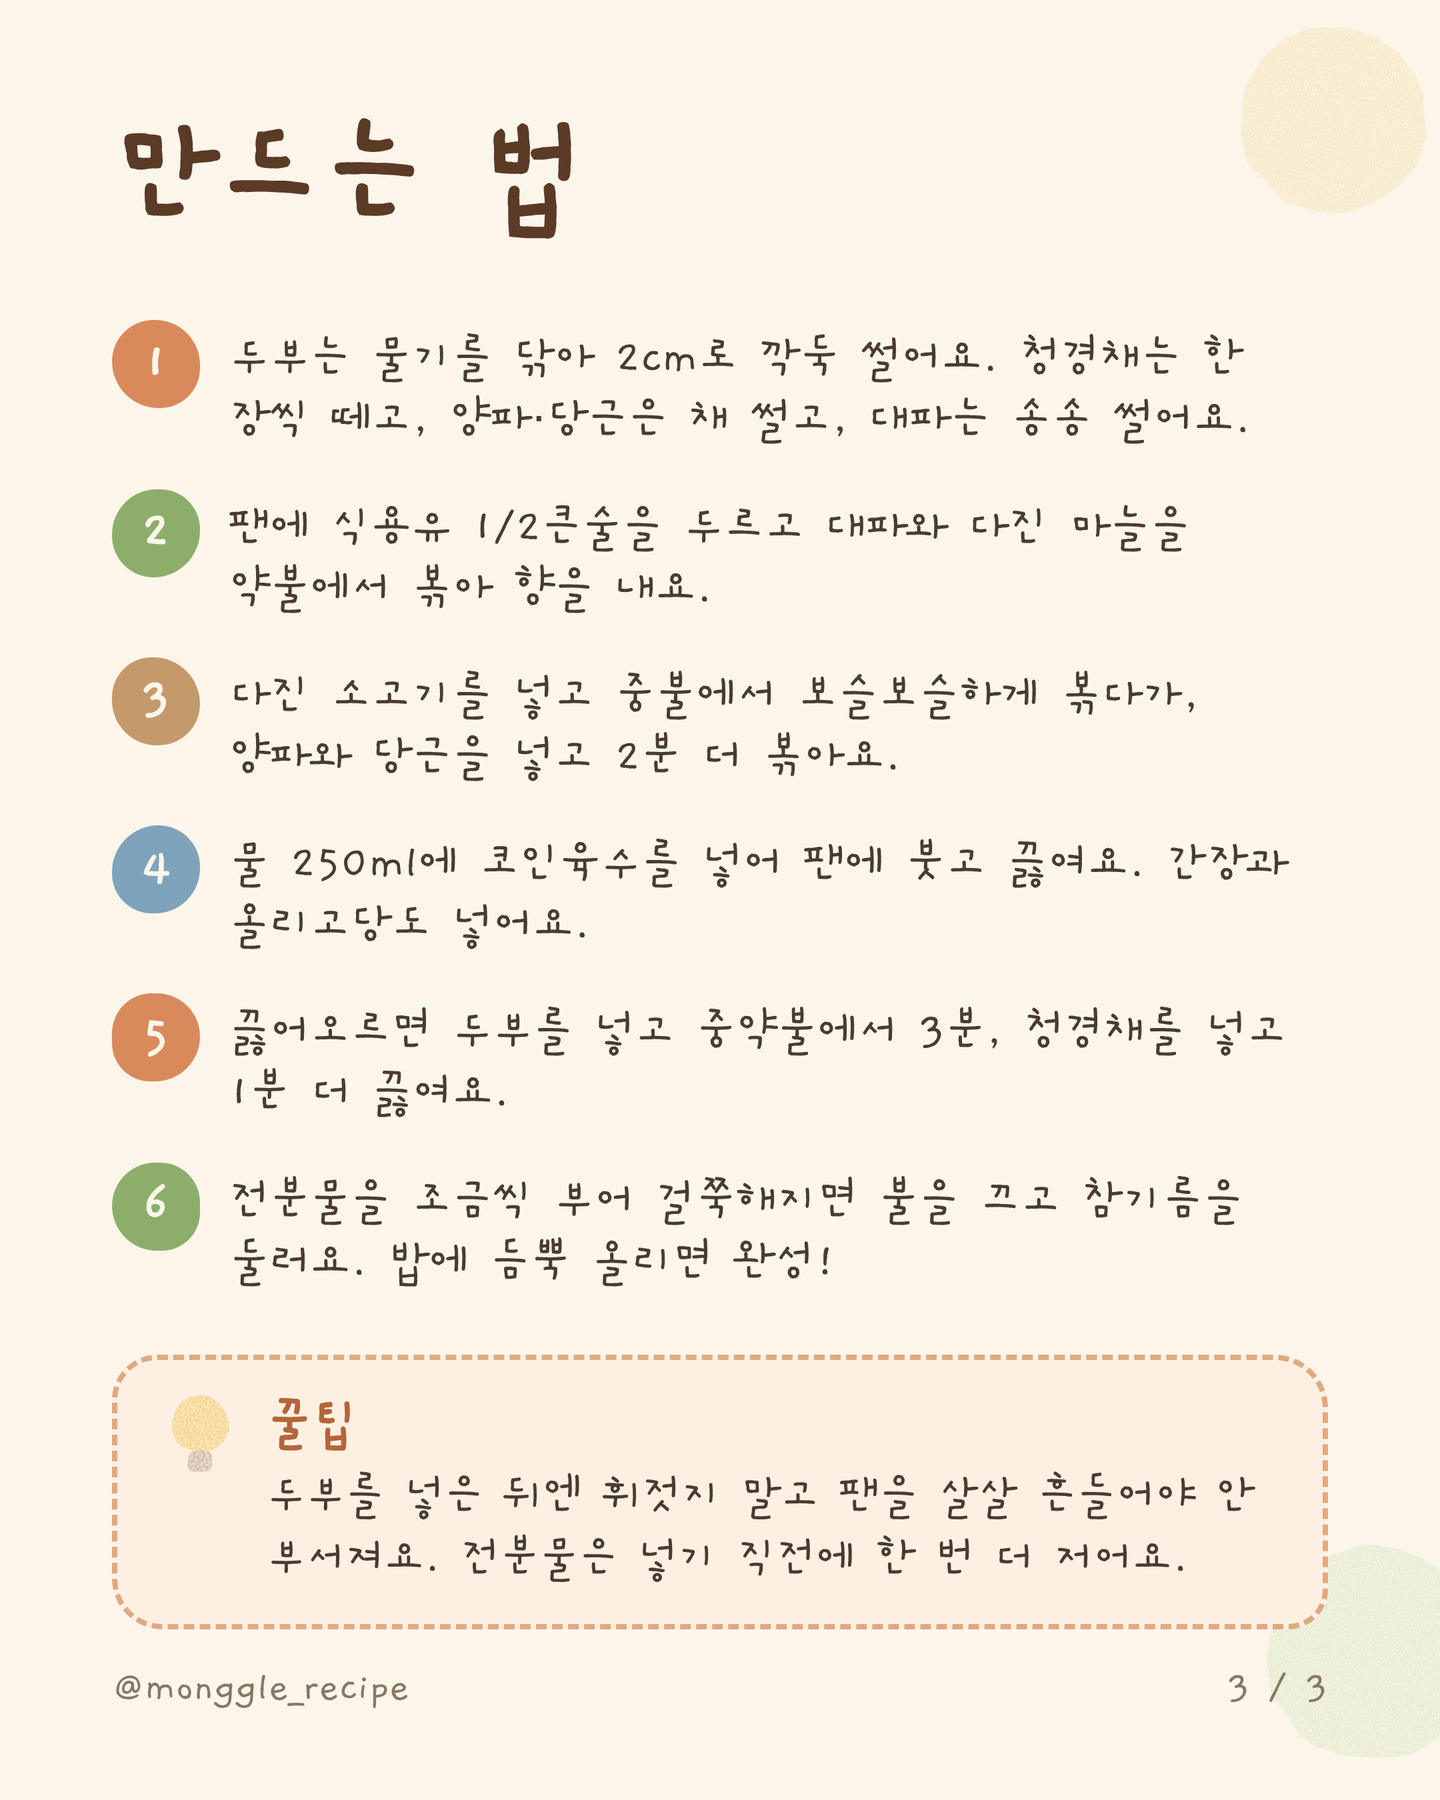 만드는 법
1
두부는 물기를 닦아 2cm로 깍둑 썰어요. 청경채는 한
장씩 떼고, 양파·당근은 채 썰고, 대파는 송송 썰어요.
2
팬에 식용유 1/2큰술을 두르고 대파와 다진 마늘을
약불에서 볶아 향을 내요.
3
다진 소고기를 넣고 중불에서 보슬보슬하게 볶다가,
양파와 당근을 넣고 2분 더 볶아요.
4
물 250ml에 코인육수를 넣어 팬에 붓고 끓여요. 간장과
올리고당도 넣어요.
5
끓어오르면 두부를 넣고 중약불에서 3분, 청경채를 넣고
1분 더 끓여요.
6
전분물을 조금씩 부어 걸쭉해지면 불을 끄고 참기름을
둘러요. 밥에 듬뿍 올리면 완성!
꿀팁
두부를 넣은 뒤엔 휘젓지 말고 팬을 살살 흔들어야 안
부서져요. 전분물은 넣기 직전에 한 번 더 저어요.
@monggle_recipe
3 / 3